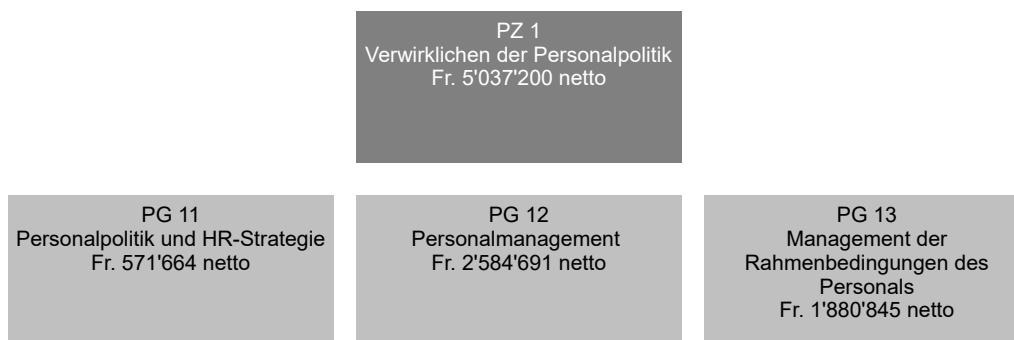 PZ 1
Verwirklichen der Personalpolitik
Fr. 5'037'200 netto
PG 11
Personalpolitik und HR-Strategie
Fr. 571'664 netto
PG 12
Personalmanagement
Fr. 2'584'691 netto
PG 13
Management der
Rahmenbedingungen des
Personals
Fr. 1'880'845 netto